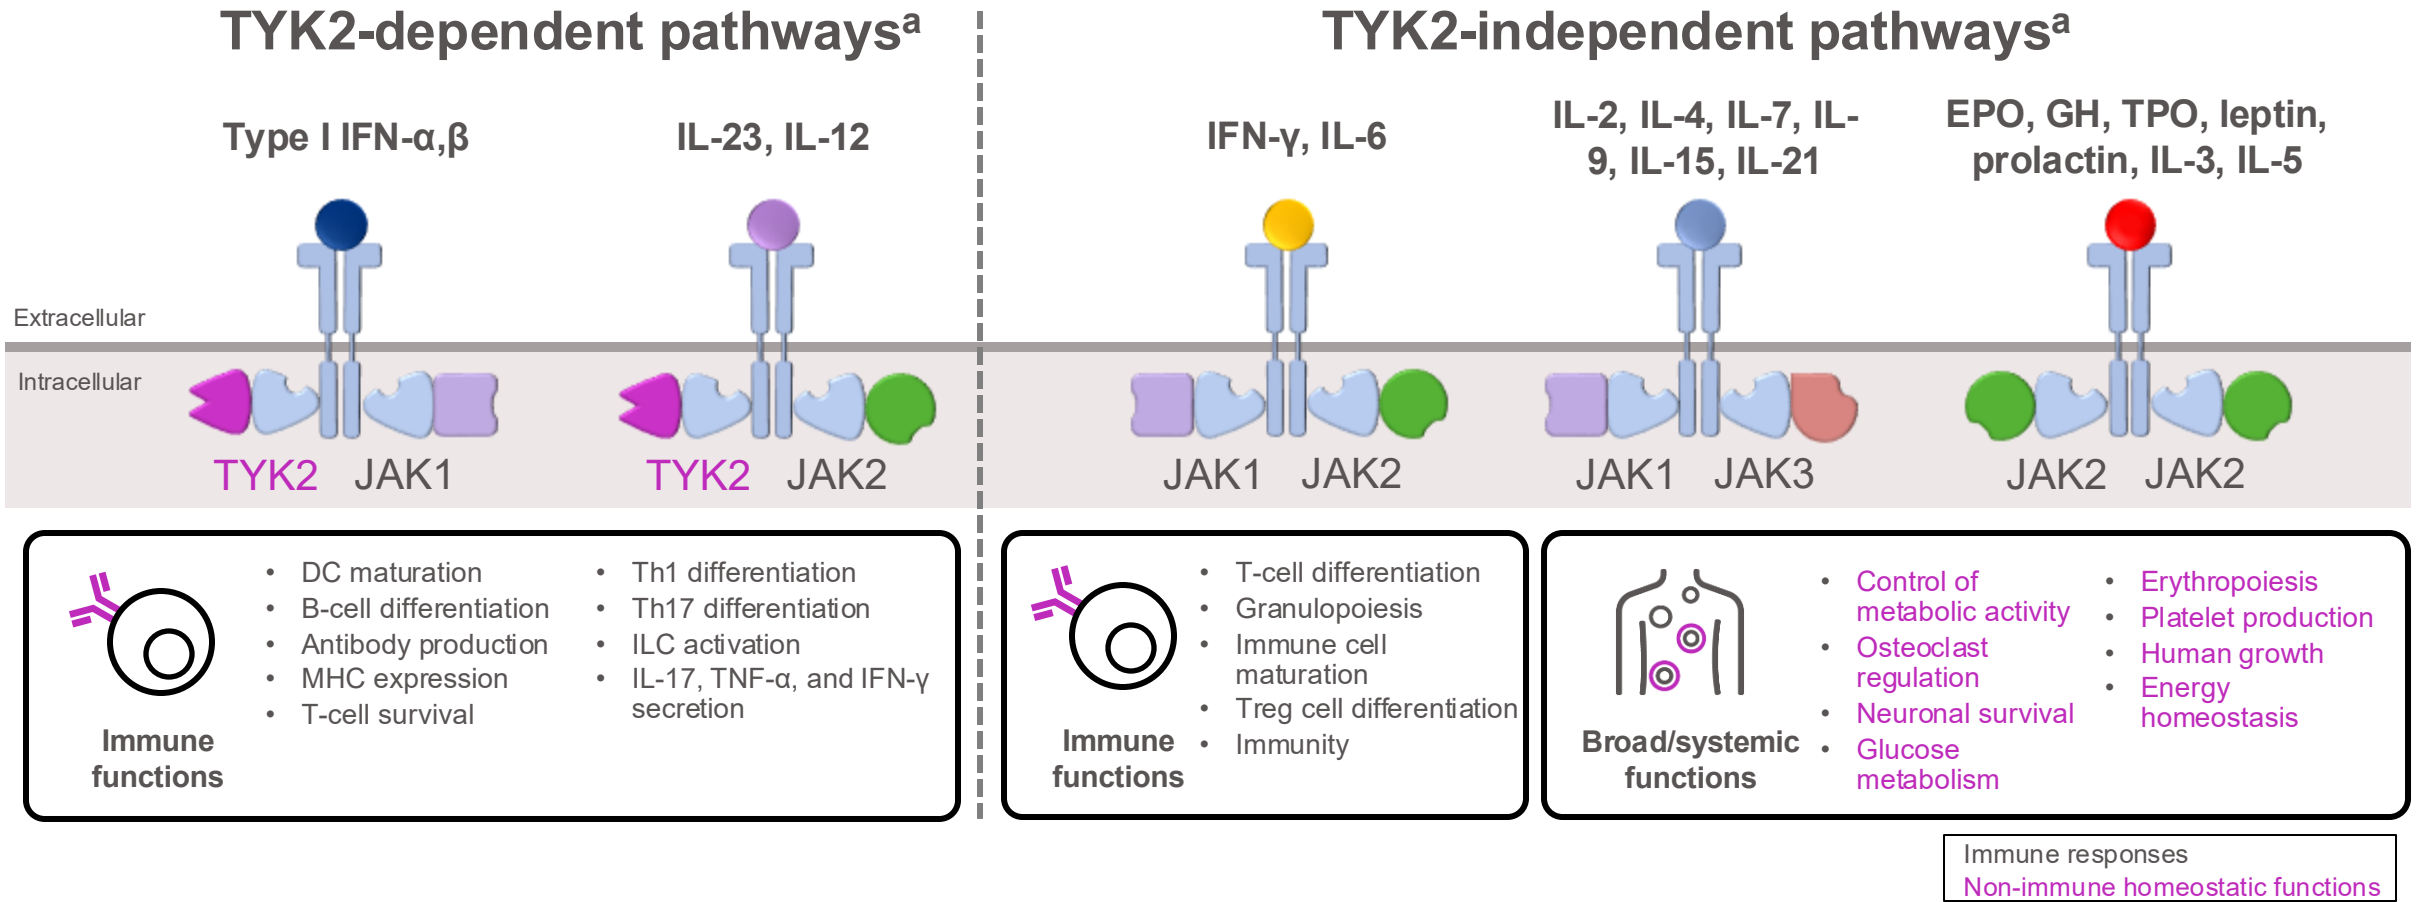 TYK2-dependent pathwaysᵃ
TYK2-independent pathwaysᵃ
Type I IFN-α,β
IL-23, IL-12
IFN-γ, IL-6
IL-2, IL-4, IL-7, IL-
9, IL-15, IL-21
EPO, GH, TPO, leptin,
prolactin, IL-3, IL-5
Extracellular
Intracellular
TYK2
JAK1
TYK2
JAK2
JAK1
JAK2
JAK1
JAK3
JAK2
JAK2
Immune
functions
• DC maturation
• B-cell differentiation
• Antibody production
• MHC expression
• T-cell survival
• Th1 differentiation
• Th17 differentiation
• ILC activation
• IL-17, TNF-α, and IFN-γ
secretion
Immune
functions
• T-cell differentiation
• Granulopoiesis
• Immune cell
maturation
• Treg cell differentiation
• Immunity
Broad/systemic
functions
• Control of
metabolic activity
• Osteoclast
regulation
• Neuronal survival
• Glucose
metabolism
• Erythropoiesis
• Platelet production
• Human growth
• Energy
homeostasis
Immune responses
Non-immune homeostatic functions